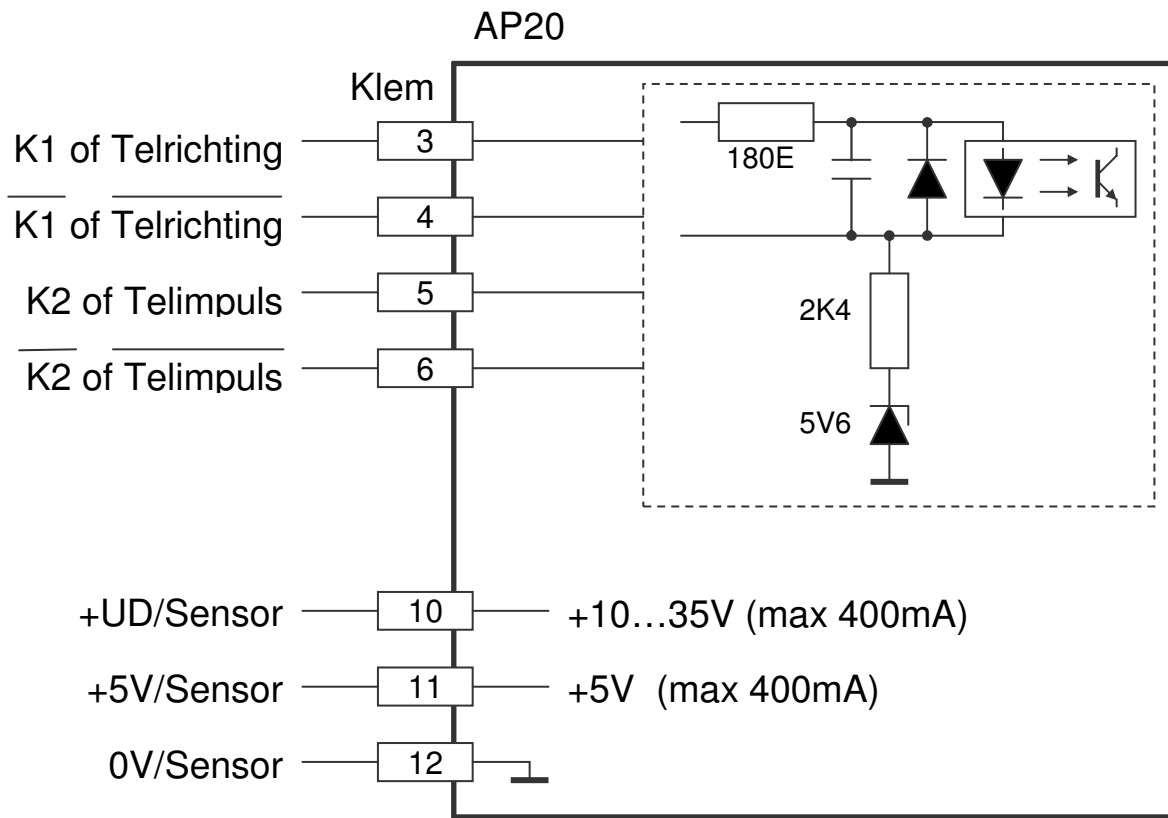 AP20
Klem
K1 of Telrichting
3
180E
K1 of Telrichting
4
K2 of Telimpuls
5
2K4
K2 of Telimpuls
6
5V6
+UD/Sensor
10
+10...35V (max 400mA)
+5V/Sensor
11
+5V (max 400mA)
0V/Sensor
12